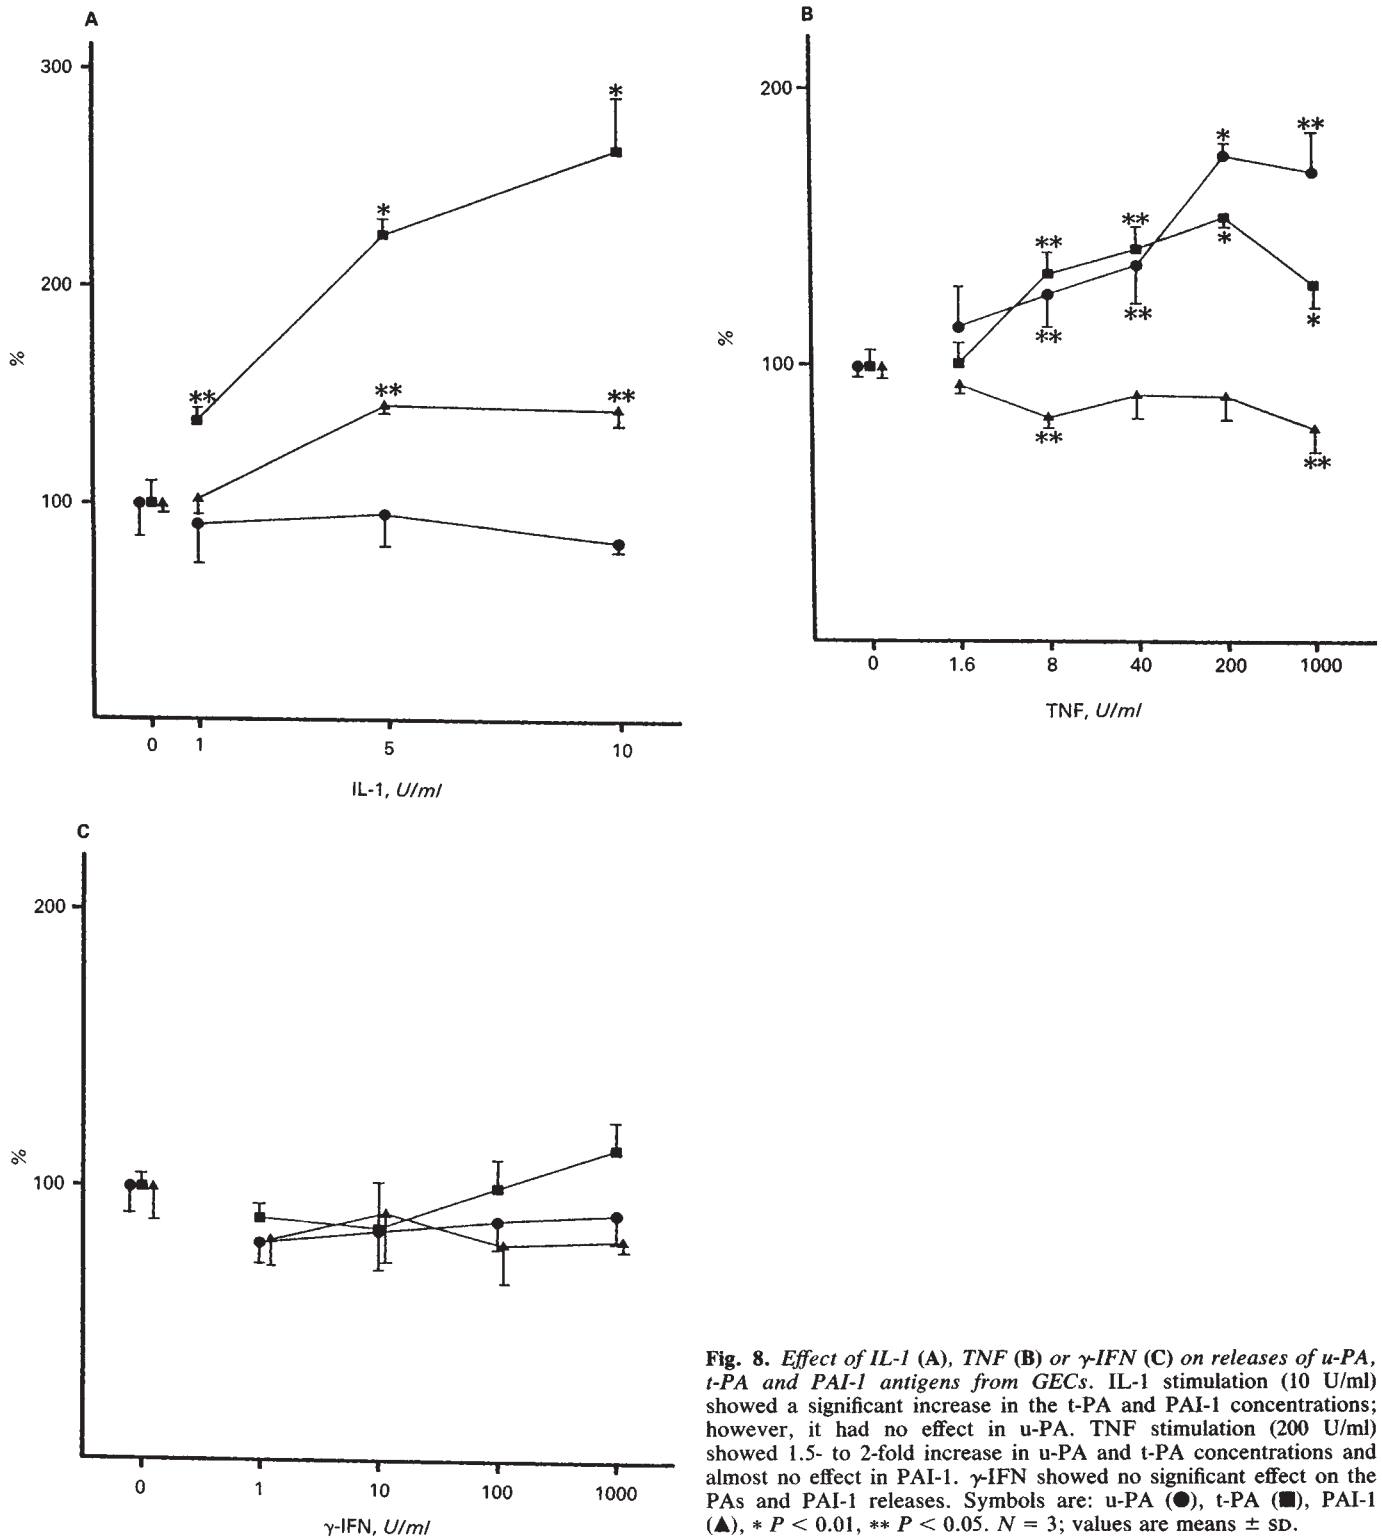 A
300
200
100
%
*
*
**
**
**
0 1 5 10
IL-1, U/ml
B
200
100
%
**
*
**
**
*
**
**
*
**
**
0 1.6 8 40 200 1000
TNF, U/ml
C
200
100
%
0 1 10 100 1000
γ-IFN, U/ml
Fig. 8. Effect of IL-1 (A), TNF (B) or γ-IFN (C) on releases of u-PA,
t-PA and PAI-1 antigens from GECs. IL-1 stimulation (10 U/ml)
showed a significant increase in the t-PA and PAI-1 concentrations;
however, it had no effect in u-PA. TNF stimulation (200 U/ml)
showed 1.5- to 2-fold increase in u-PA and t-PA concentrations and
almost no effect in PAI-1. γ-IFN showed no significant effect on the
PAs and PAI-1 releases. Symbols are: u-PA (●), t-PA (■), PAI-1
(▲), * P < 0.01, ** P < 0.05. N = 3; values are means ± SD.